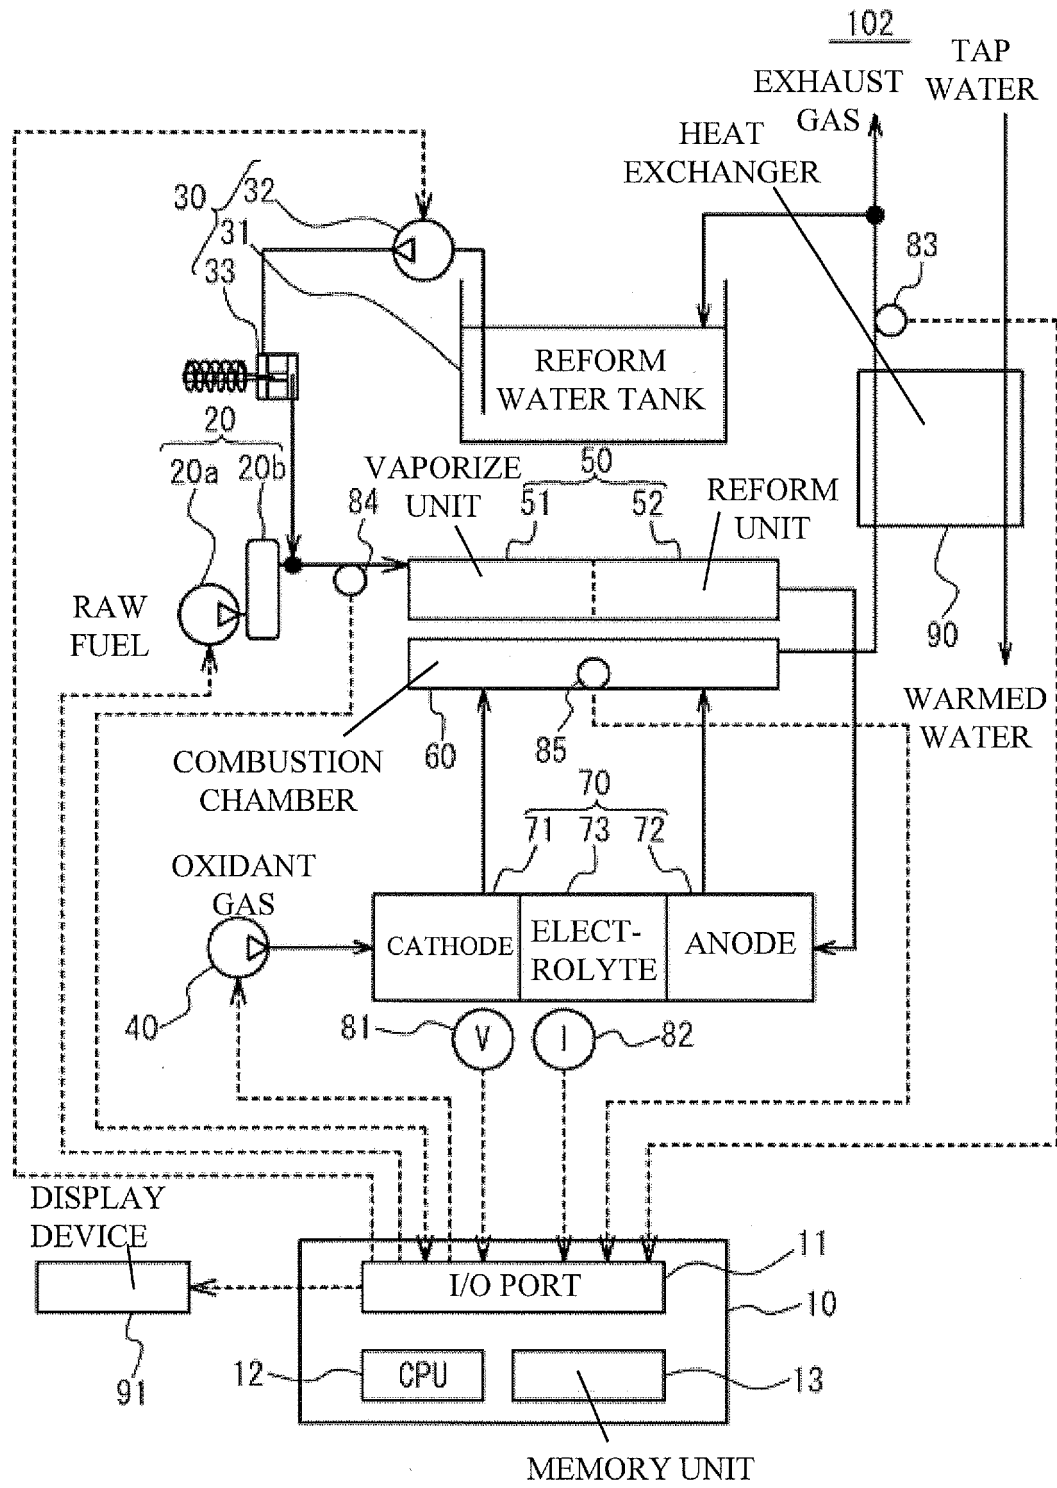 102
TAP
WATER
EXHAUST
GAS
HEAT
EXCHANGER
30
32
31
33
83
REFORM
WATER TANK
20
20a
20b
84
VAPORIZE
UNIT
50
51
52
REFORM
UNIT
90
RAW
FUEL
WARMED
WATER
60
85
COMBUSTION
CHAMBER
70
71
73
72
OXIDANT
GAS
CATHODE
ELECT-
ROLYTE
ANODE
40
81
V
I
82
DISPLAY
DEVICE
I/O PORT
11
10
91
12
CPU
13
MEMORY UNIT